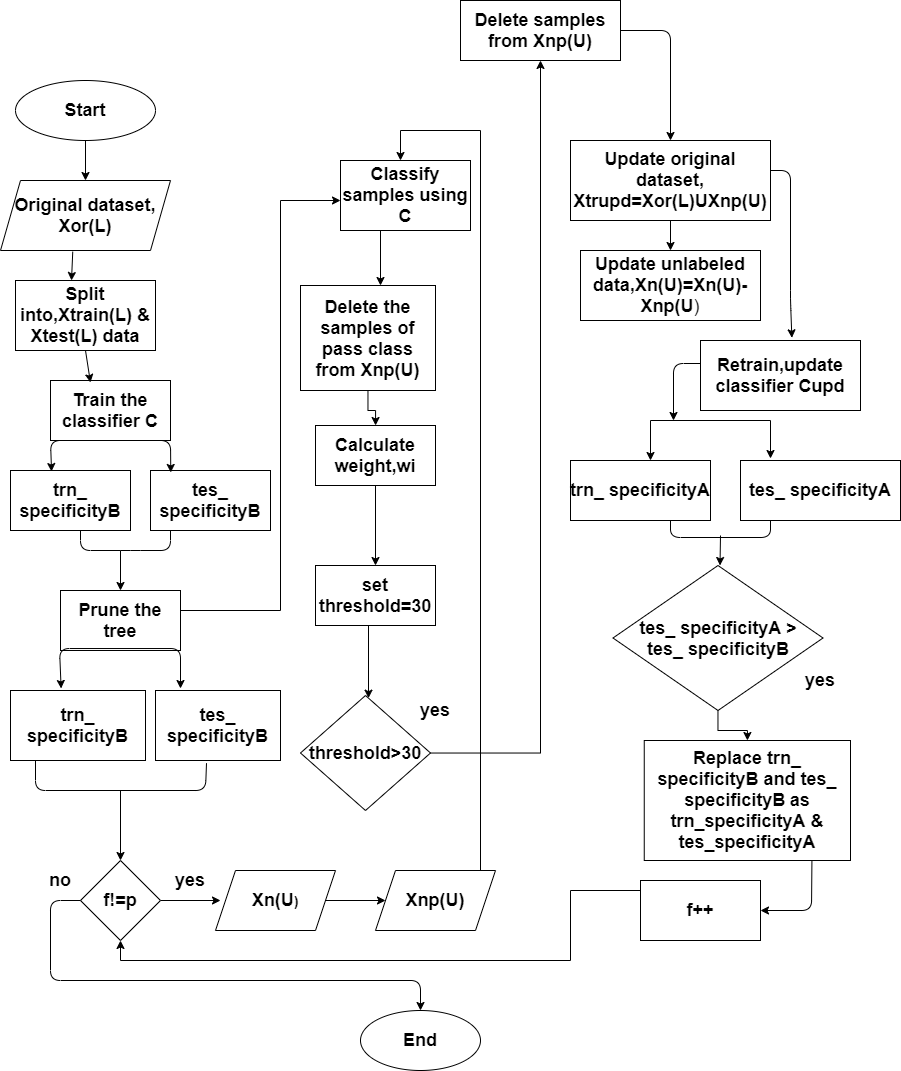 Start
Original dataset,
Xor(L)
Split
into,Xtrain(L) &
Xtest(L) data
Train the
classifier C
trn_
specificityB
tes_
specificityB
Prune the
tree
trn_
specificityB
tes_
specificityB
no
f!=p
yes
Xn(U)
Xnp(U)
Classify
samples using
C
Delete the
samples of
pass class
from Xnp(U)
Calculate
weight,wi
set
threshold=30
threshold>30
yes
Delete samples
from Xnp(U)
Update original
dataset,
Xtrupd=Xor(L)UXnp(U)
Update unlabeled
data,Xn(U)=Xn(U)-
Xnp(U)
Retrain,update
classifier Cupd
trn_ specificityA
tes_ specificityA
tes_ specificityA >
tes_ specificityB
yes
Replace trn_
specificityB and tes_
specificityB as
trn_specificityA &
tes_specificityA
f++
End